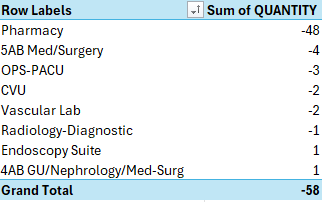 Row Labels Sum of QUANTITY
Pharmacy -48
5AB Med/Surgery -4
OPS-PACU -3
CVU -2
Vascular Lab -2
Radiology-Diagnostic -1
Endoscopy Suite 1
4AB GU/Nephrology/Med-Surg 1
Grand Total -58